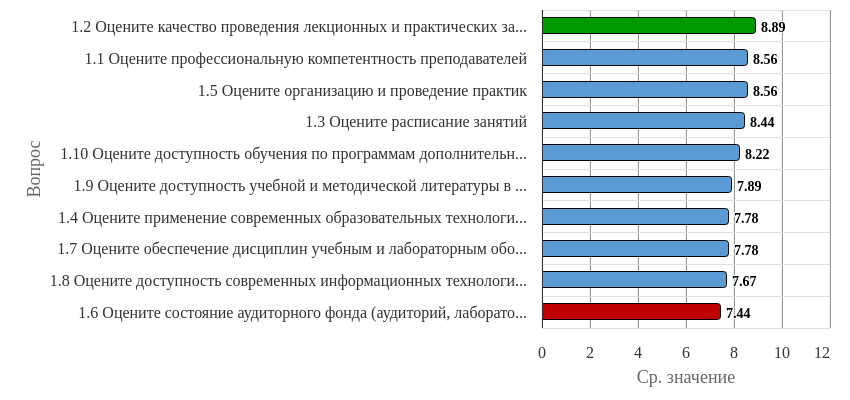 1.2 Оцените качество проведения лекционных и практических за... 8.89
1.1 Оцените профессиональную компетентность преподавателей 8.56
1.5 Оцените организацию и проведение практик 8.56
1.3 Оцените расписание занятий 8.44
1.10 Оцените доступность обучения по программам дополнительн... 8.22
1.9 Оцените доступность учебной и методической литературы в ... 7.89
1.4 Оцените применение современных образовательных технологи... 7.78
1.7 Оцените обеспечение дисциплин учебным и лабораторным обо... 7.78
1.8 Оцените доступность современных информационных технологи... 7.67
1.6 Оцените состояние аудиторного фонда (аудиторий, лаборато... 7.44
Вопрос
0 2 4 6 8 10 12
Ср. значение